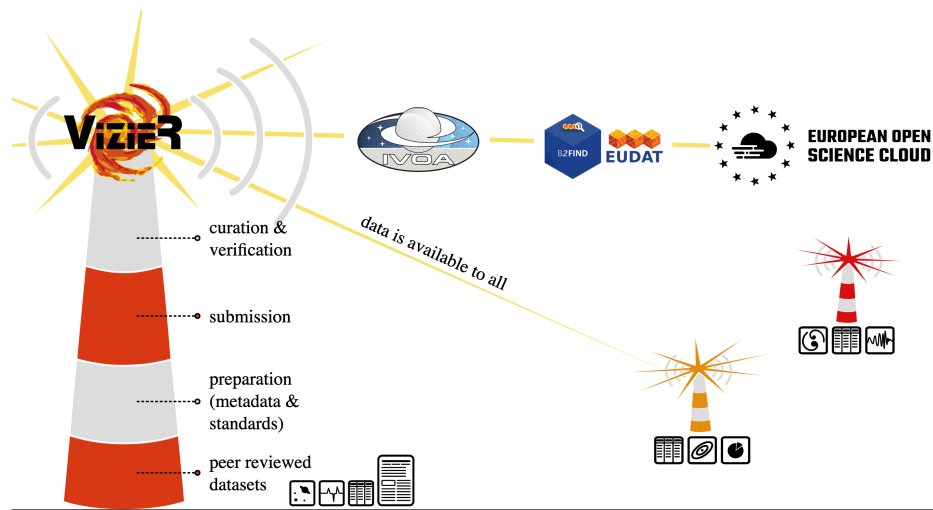 VIZIER
IVOA
B2FIND
EUDAT
EUROPEAN OPEN
SCIENCE CLOUD
curation &
verification
data is available to all
submission
preparation
(metadata &
standards)
peer reviewed
datasets